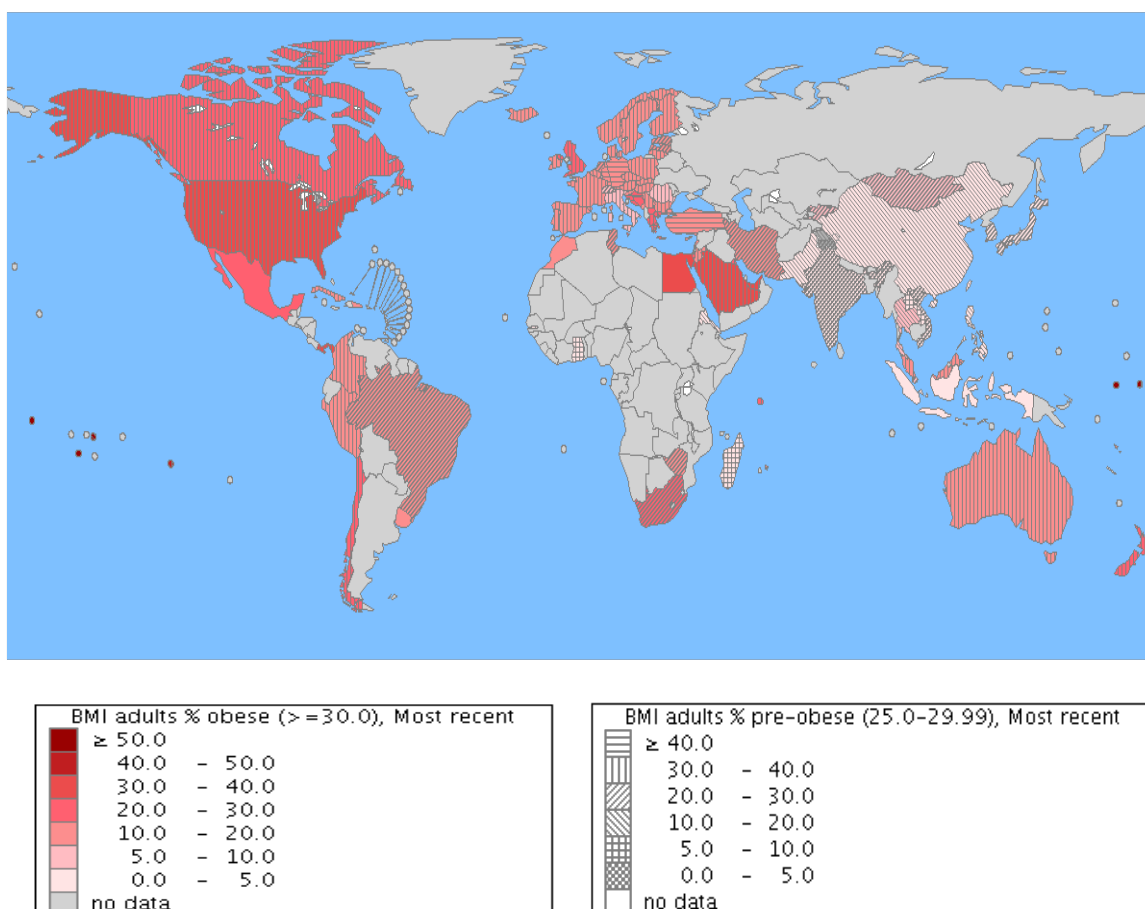 BMI adults % obese (>=30.0), Most recent
≥ 50.0
40.0 - 50.0
30.0 - 40.0
20.0 - 30.0
10.0 - 20.0
5.0 - 10.0
0.0 - 5.0
no data
BMI adults % pre-obese (25.0-29.99), Most recent
≥ 40.0
30.0 - 40.0
20.0 - 30.0
10.0 - 20.0
5.0 - 10.0
0.0 - 5.0
no data